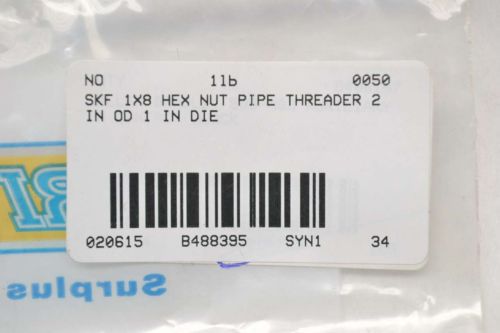 NO 1lb 0050
SKF 1X8 HEX NUT PIPE THREADER 2
IN OD 1 IN DIE
020615 B488395 SYN1 34
BI
Surplus